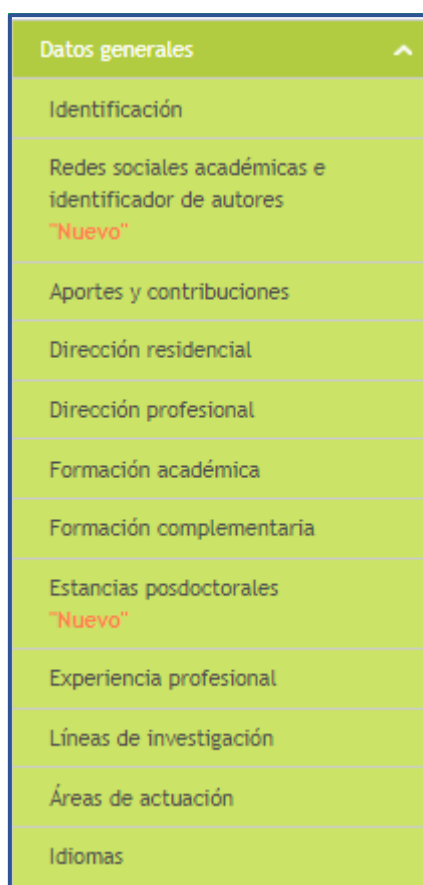 Datos generales
Identificación
Redes sociales académicas e
identificador de autores
"Nuevo"
Aportes y contribuciones
Dirección residencial
Dirección profesional
Formación académica
Formación complementaria
Estancias posdoctorales
"Nuevo"
Experiencia profesional
Líneas de investigación
Áreas de actuación
Idiomas